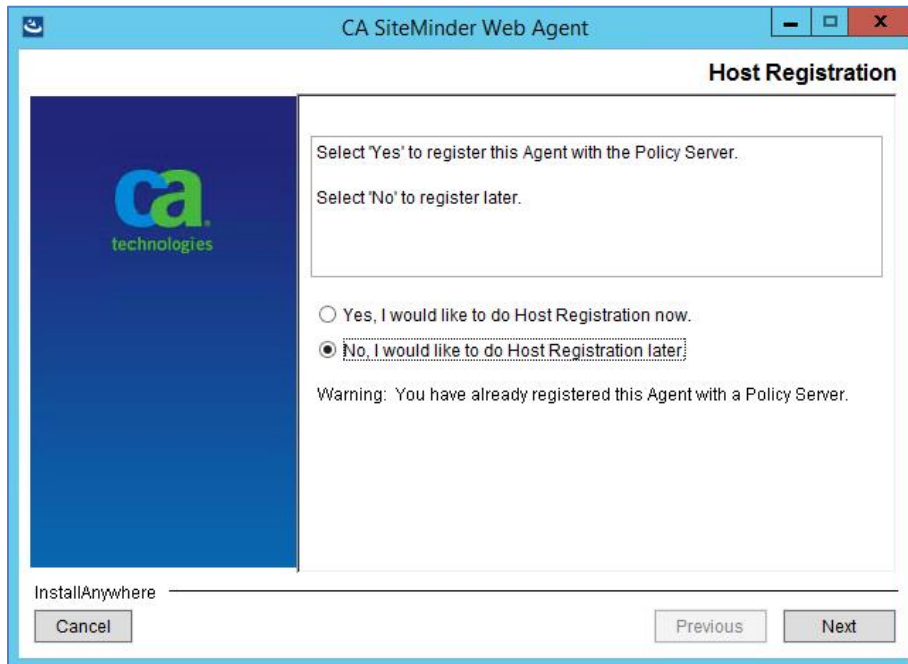 CA SiteMinder Web Agent
Host Registration
ca
technologies
Select 'Yes' to register this Agent with the Policy Server.
Select 'No' to register later.
Yes, I would like to do Host Registration now.
No, I would like to do Host Registration later.
Warning:  You have already registered this Agent with a Policy Server.
InstallAnywhere
Cancel
Previous
Next